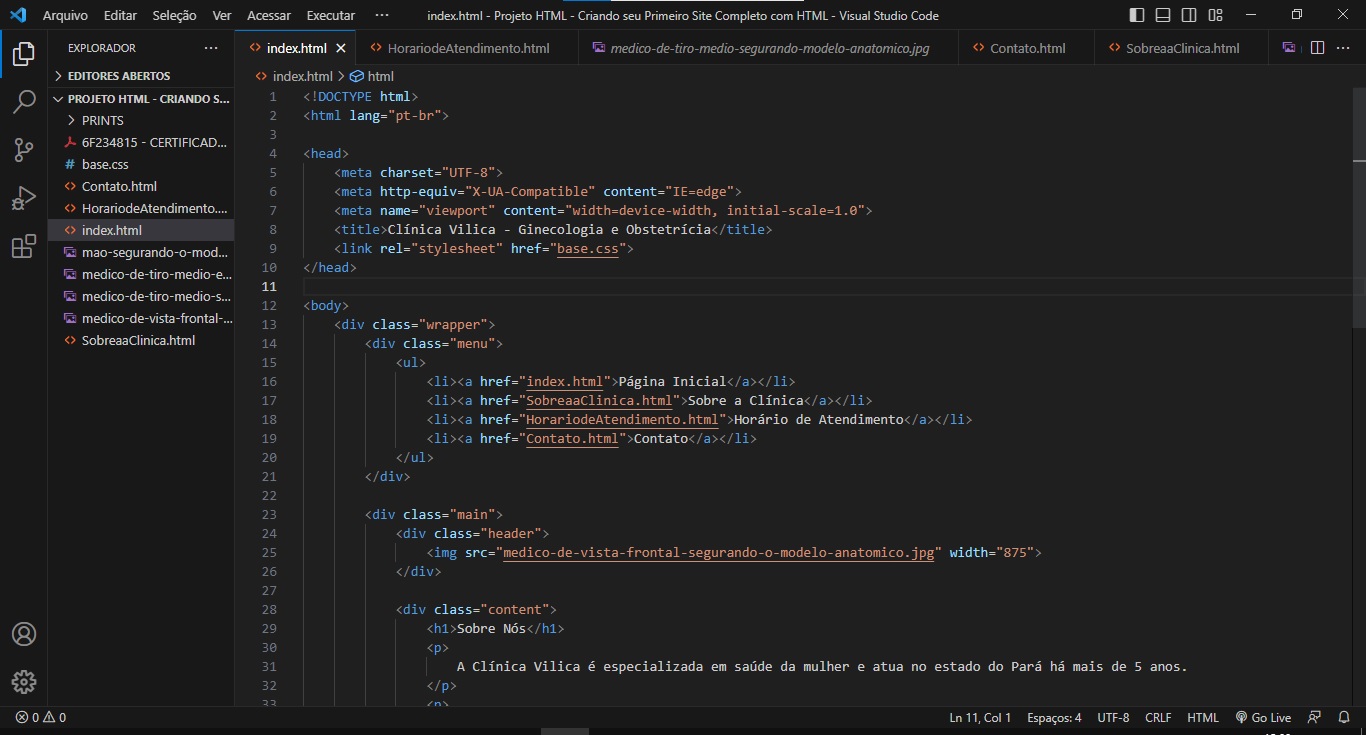 Arquivo Editar Seleção Ver Acessar Executar ··· index.html - Projeto HTML - Criando seu Primeiro Site Completo com HTML - Visual Studio Code
EXPLORADOR ···
EDITORES ABERTOS
PROJETO HTML - CRIANDO S...
PRINTS
6F234815 - CERTIFICAD...
# base.css
<> Contato.html
<> HorariodeAtendimento....
<> index.html
mao-segurando-o-mod...
medico-de-tiro-medio-e...
medico-de-tiro-medio-s...
medico-de-vista-frontal-...
<> SobreaaClinica.html
<> index.html <> HorariodeAtendimento.html medico-de-tiro-medio-segurando-modelo-anatomico.jpg <> Contato.html <> SobreaaClinica.html ···
<> index.html > html
1 <!DOCTYPE html>
2 <html lang="pt-br">
3
4 <head>
5 <meta charset="UTF-8">
6 <meta http-equiv="X-UA-Compatible" content="IE=edge">
7 <meta name="viewport" content="width=device-width, initial-scale=1.0">
8 <title>Clínica Vilica - Ginecologia e Obstetrícia</title>
9 <link rel="stylesheet" href="base.css">
10 </head>
11
12 <body>
13 <div class="wrapper">
14 <div class="menu">
15 <ul>
16 <li><a href="index.html">Página Inicial</a></li>
17 <li><a href="SobreaaClinica.html">Sobre a Clínica</a></li>
18 <li><a href="HorariodeAtendimento.html">Horário de Atendimento</a></li>
19 <li><a href="Contato.html">Contato</a></li>
20 </ul>
21 </div>
22
23 <div class="main">
24 <div class="header">
25 <img src="medico-de-vista-frontal-segurando-o-modelo-anatomico.jpg" width="875">
26 </div>
27
28 <div class="content">
29 <h1>Sobre Nós</h1>
30 <p>
31 A Clínica Vilica é especializada em saúde da mulher e atua no estado do Pará há mais de 5 anos.
32 </p>
33 <p>
0 0 Ln 11, Col 1 Espaços: 4 UTF-8 CRLF HTML Go Live